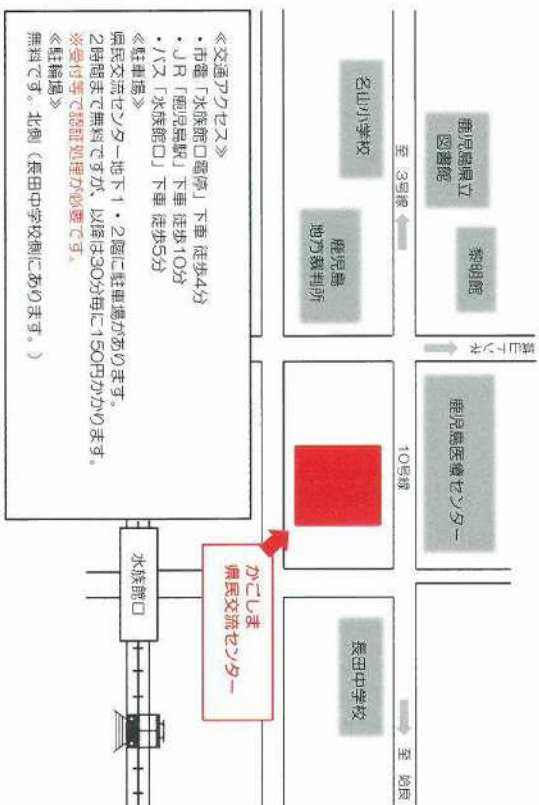 鹿児島県立
図書館
黎明館
鹿児島医療センター
城山トンネル
至 3号線
10号線
至 姶良
名山小学校
鹿児島
地方裁判所
長田中学校
かごしま
県民交流センター
水族館口
≪交通アクセス≫
・市電「水族館口電停」下車 徒歩4分
・JR「鹿児島駅」下車 徒歩10分
・バス「水族館口」下車 徒歩5分
≪駐車場≫
県民交流センター地下1・2階に駐車場があります。
2時間まで無料ですが、以降は30分毎に150円かかります。
※受付等で認証処理が必要です。
≪駐輪場≫
無料です。北側（長田中学校側にあります。）